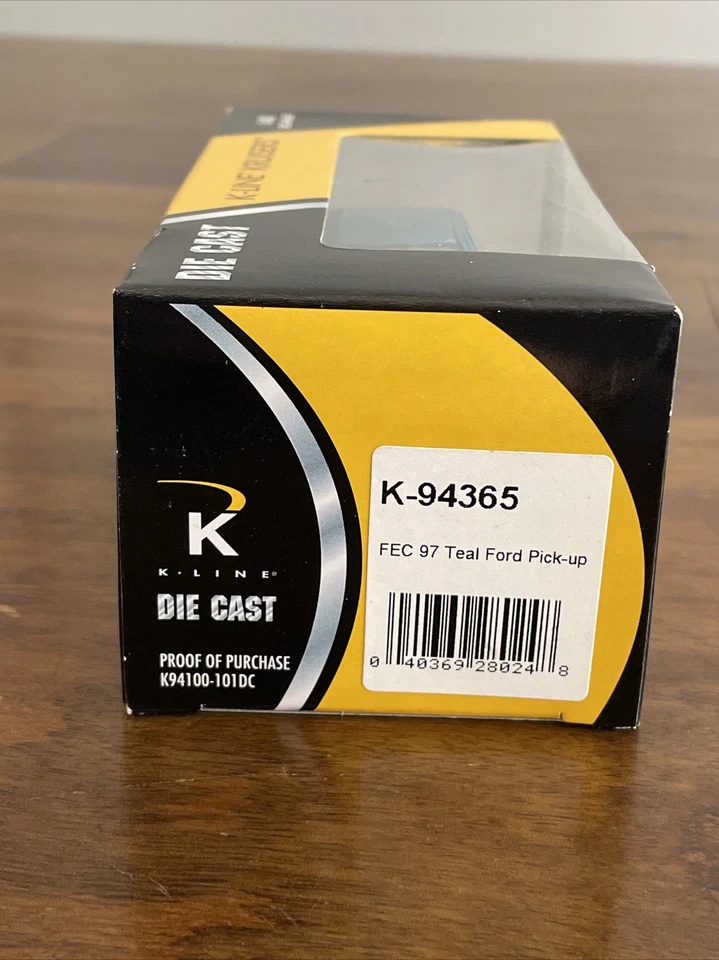 K-LINE KRUISERS
DIE CAST
K
K·LINE®
DIE CAST
PROOF OF PURCHASE
K94100-101DC
K-94365
FEC 97 Teal Ford Pick-up
0 40369 28024 8